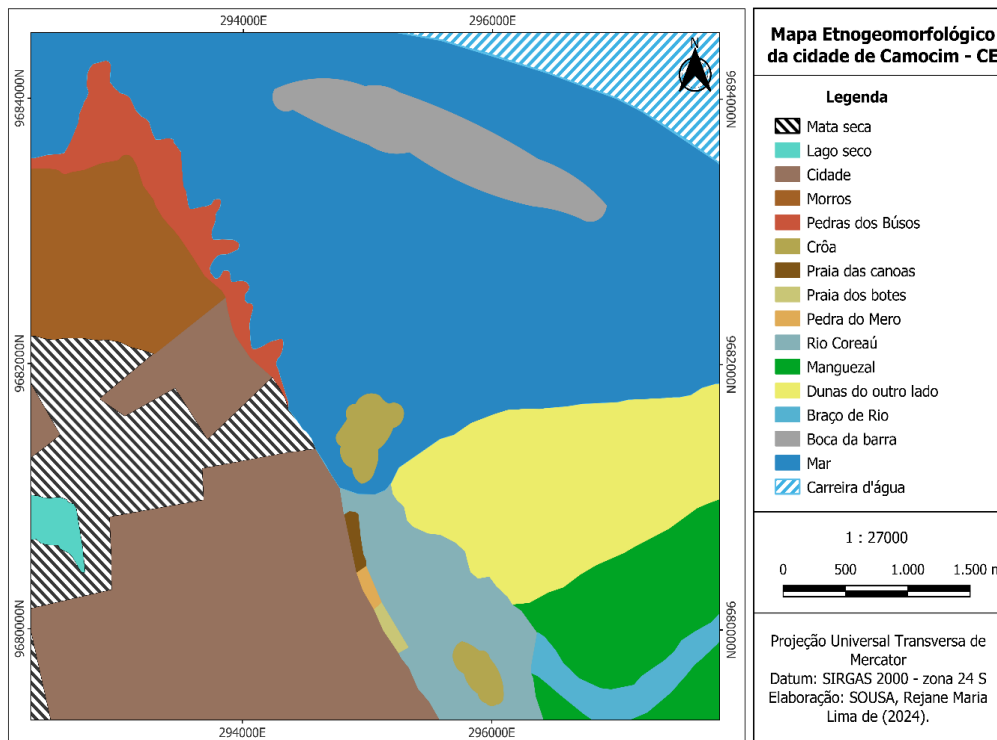 294000E
296000E
9684000N
9684000N
9682000N
9682000N
9680000N
9680000N
294000E
296000E
N
Mapa Etnogeomorfológico
da cidade de Camocim - CE
Legenda
Mata seca
Lago seco
Cidade
Morros
Pedras dos Búsos
Crôa
Praia das canoas
Praia dos botes
Pedra do Mero
Rio Coreaú
Manguezal
Dunas do outro lado
Braço de Rio
Boca da barra
Mar
Carreira d'água
1 : 27000
0 500 1.000 1.500 m
Projeção Universal Transversa de
Mercator
Datum: SIRGAS 2000 - zona 24 S
Elaboração: SOUSA, Rejane Maria
Lima de (2024).